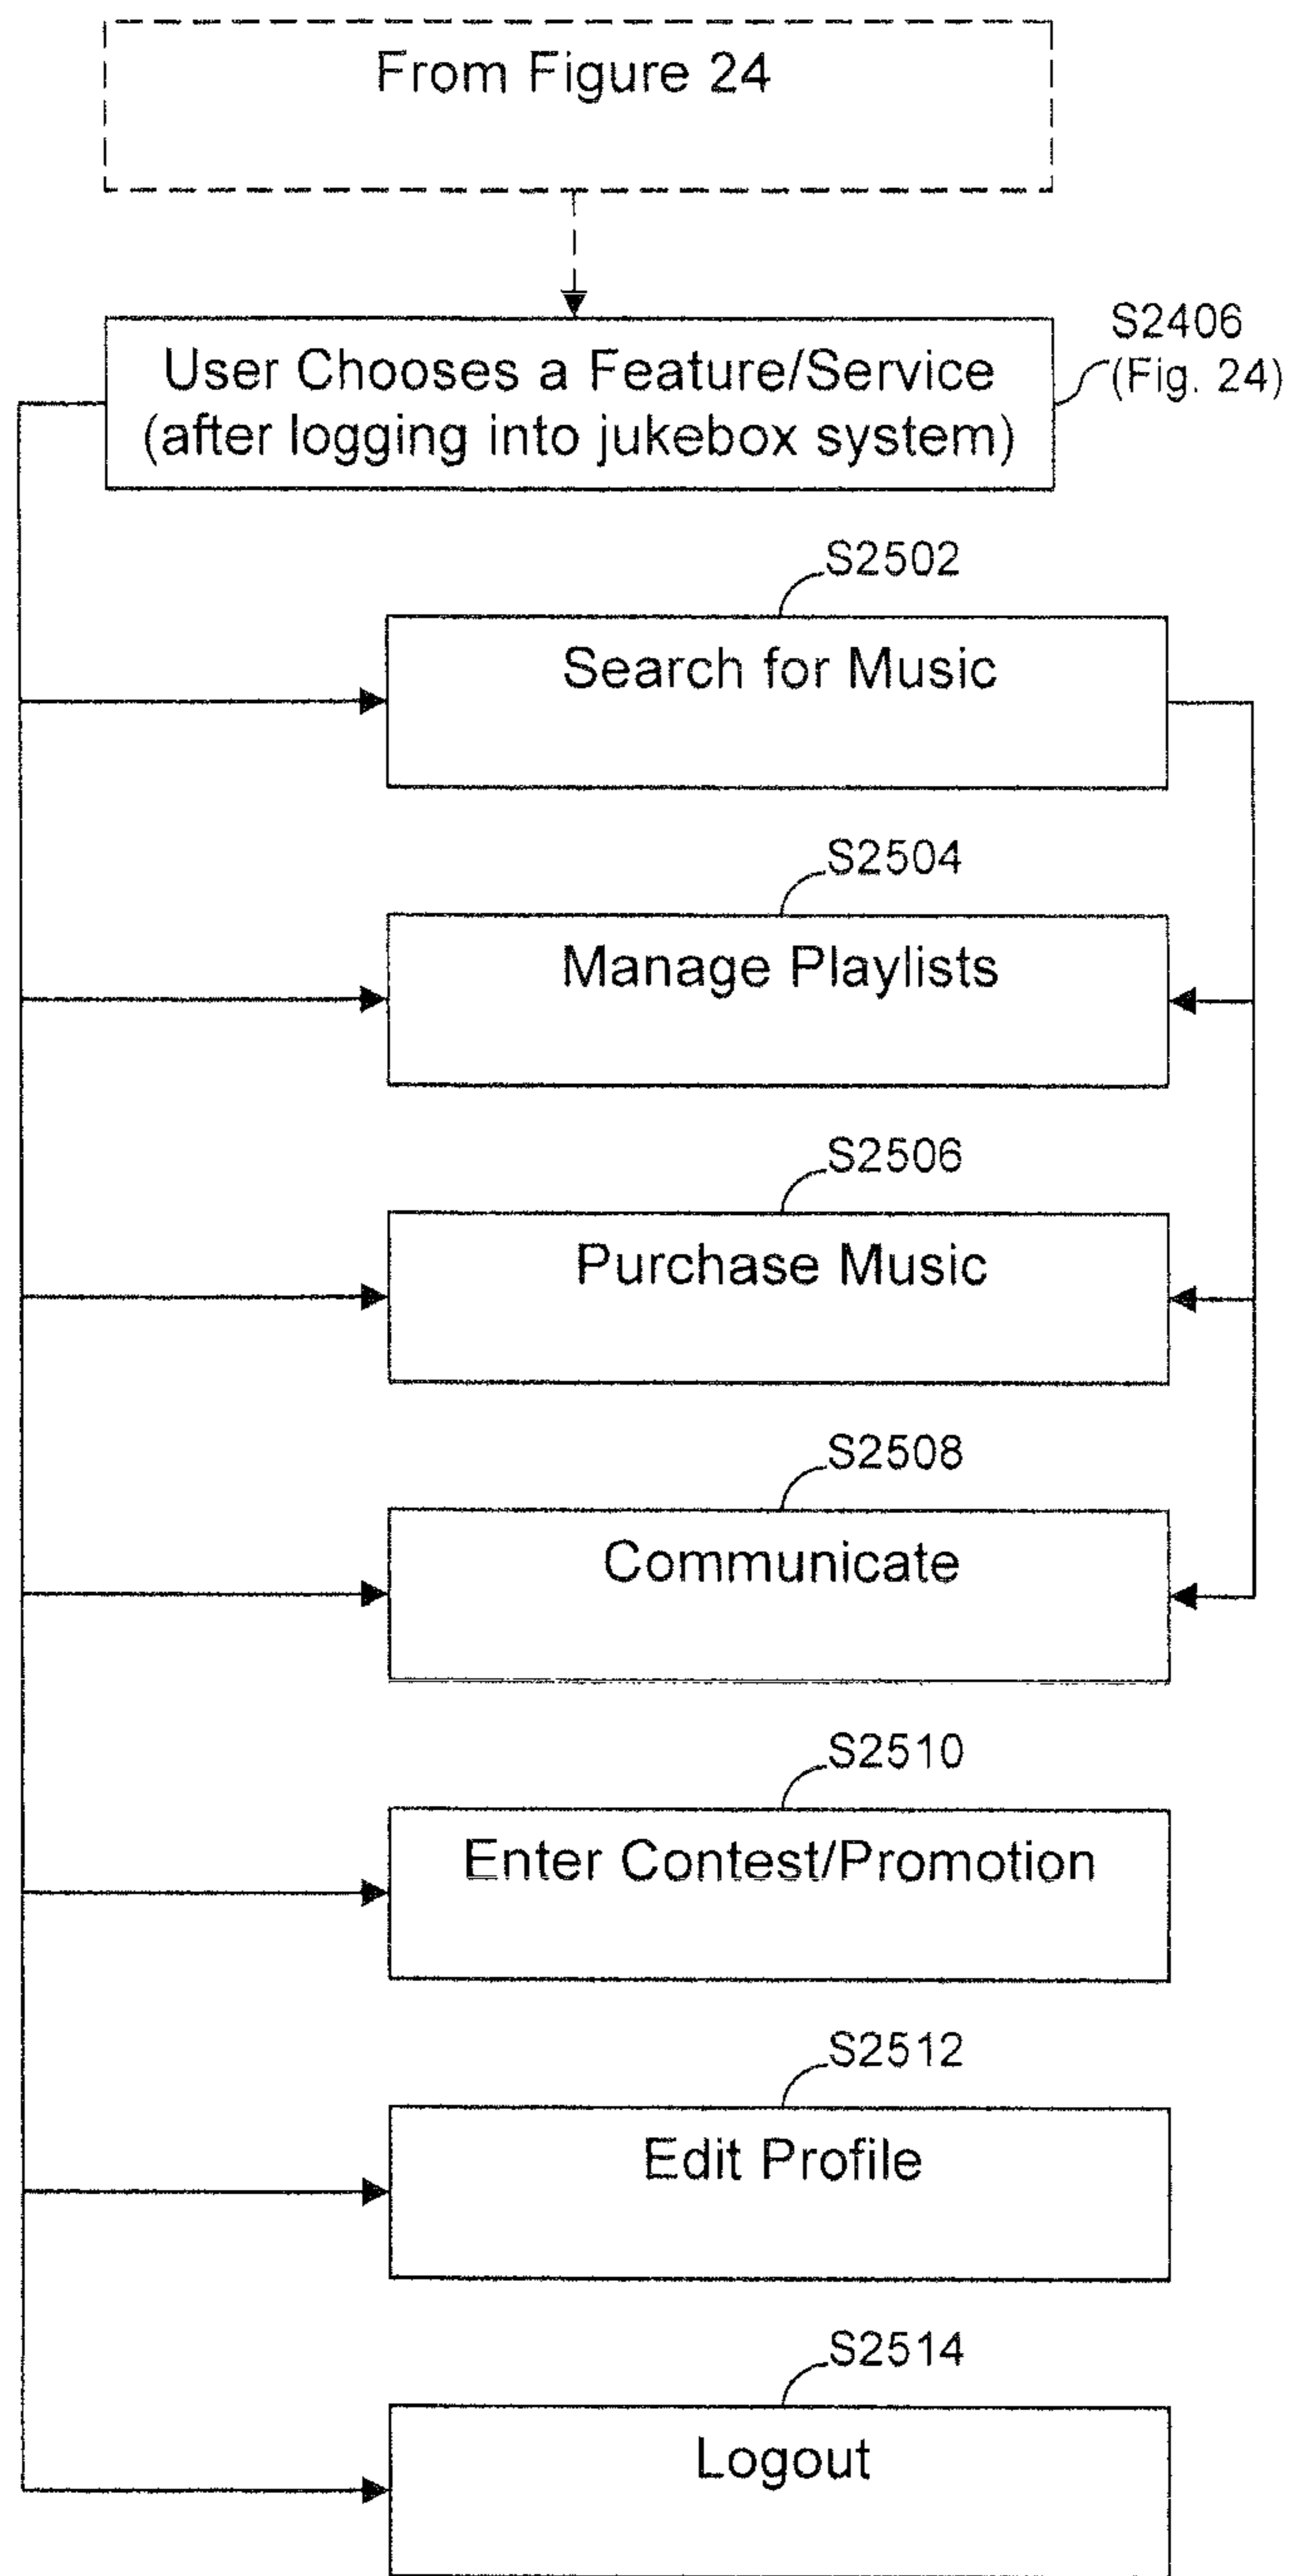 From Figure 24
User Chooses a Feature/Service
(after logging into jukebox system)
S2406
(Fig. 24)
S2502
Search for Music
S2504
Manage Playlists
S2506
Purchase Music
S2508
Communicate
S2510
Enter Contest/Promotion
S2512
Edit Profile
S2514
Logout